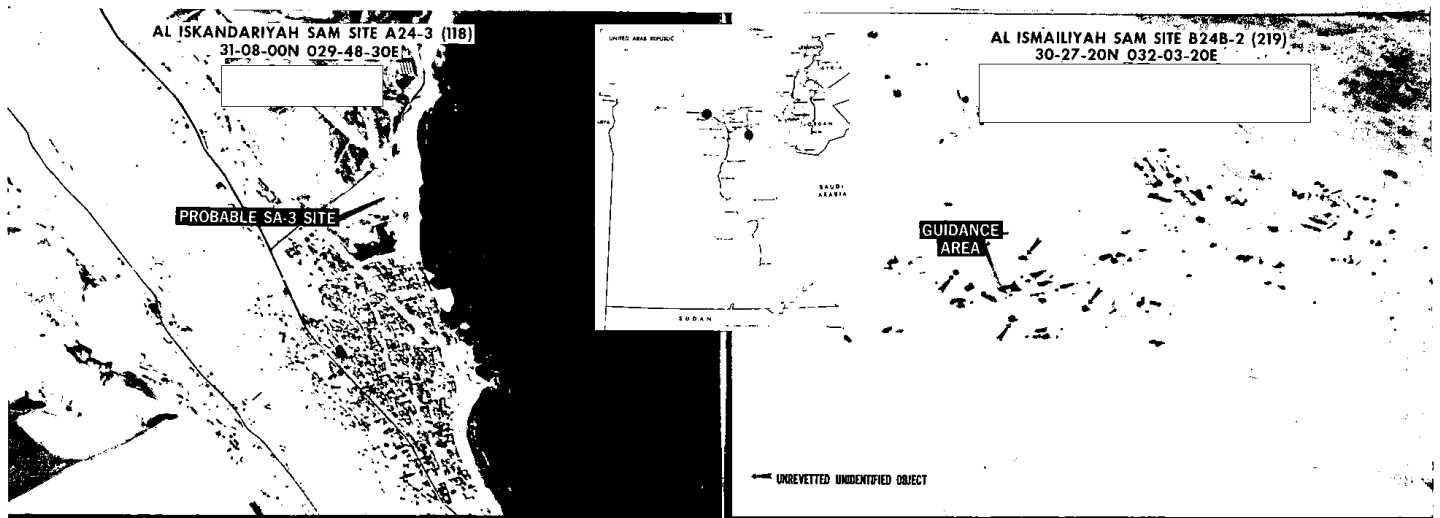 AL ISKANDARIYAH SAM SITE A24-3 (118)
31-08-00N 029-48-30E
PROBABLE SA-3 SITE
UNITED ARAB REPUBLIC
SYRIA
JORDAN
SAUDI
ARABIA
SUDAN
AL ISMAILIYAH SAM SITE B24B-2 (219)
30-27-20N 032-03-20E
GUIDANCE
AREA
UNREVETTED UNIDENTIFIED OBJECT